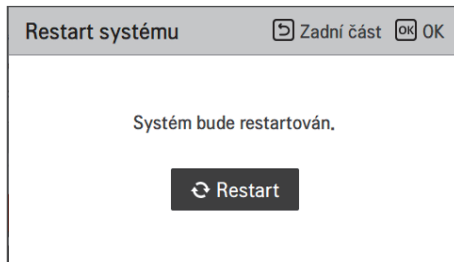 Restart systému
Zadní část OK OK
Systém bude restartován.
Restart